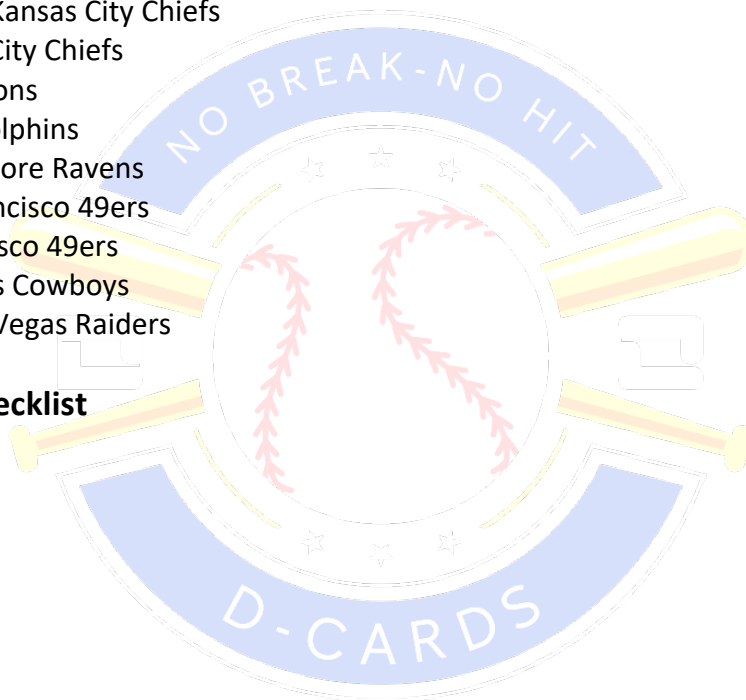 Kansas City Chiefs
City Chiefs
ons
lphins
ore Ravens
ncisco 49ers
sco 49ers
s Cowboys
Vegas Raiders
ecklist
NO BREAK-NO HIT
D-CARDS